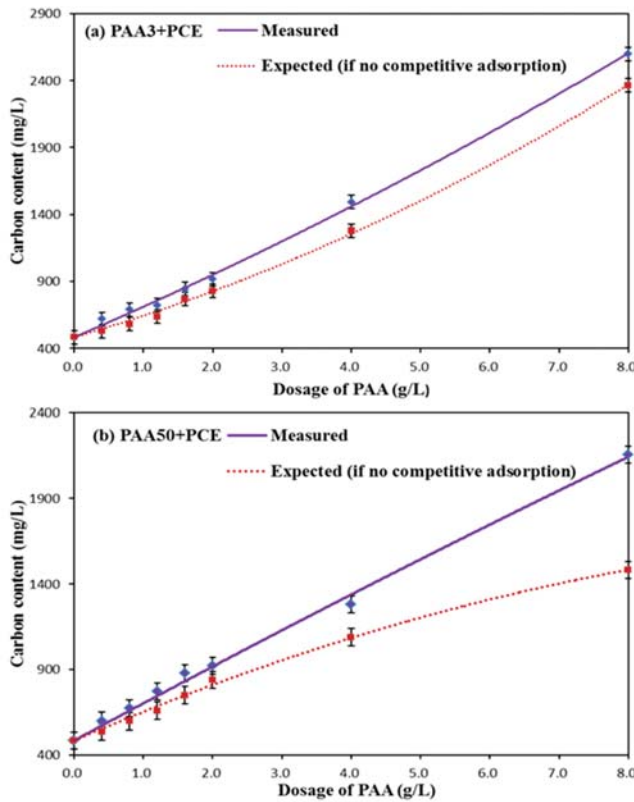 2900
(a) PAA3+PCE
Measured
Expected (if no competitive adsorption)
2400
1900
1400
900
400
Carbon content (mg/L)
0.0 1.0 2.0 3.0 4.0 5.0 6.0 7.0 8.0
Dosage of PAA (g/L)
2400
(b) PAA50+PCE
Measured
Expected (if no competitive adsorption)
1900
1400
900
400
Carbon content (mg/L)
0.0 1.0 2.0 3.0 4.0 5.0 6.0 7.0 8.0
Dosage of PAA (g/L)